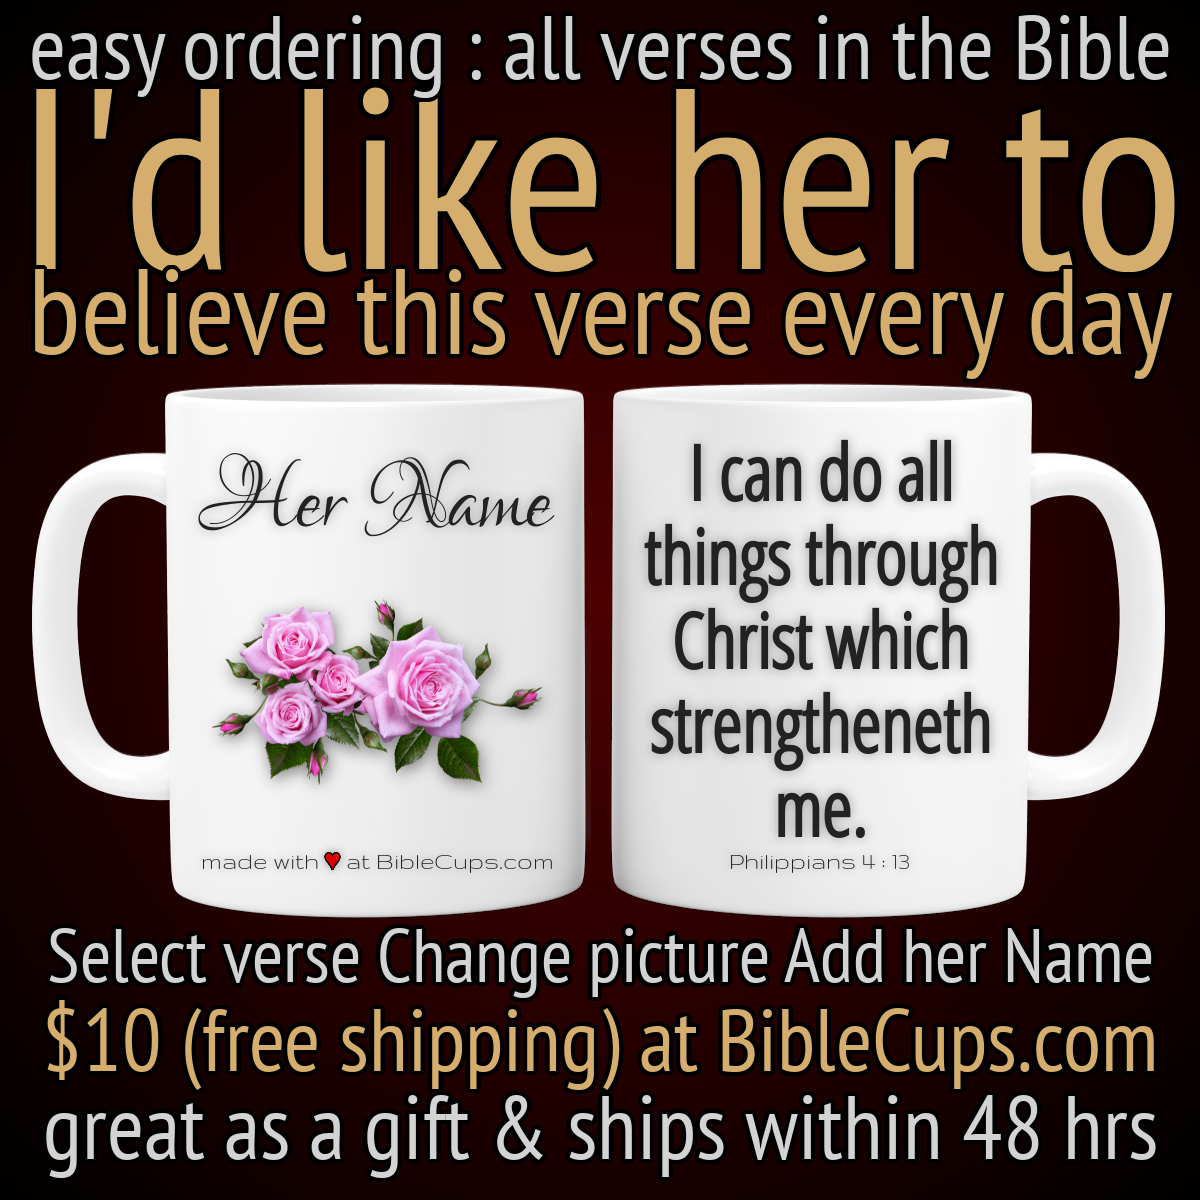 easy ordering : all verses in the Bible
I'd like her to
believe this verse every day
Her Name
made with ♥ at BibleCups.com
I can do all
things through
Christ which
strengtheneth
me.
Philippians 4 : 13
Select verse Change picture Add her Name
$10 (free shipping) at BibleCups.com
great as a gift & ships within 48 hrs